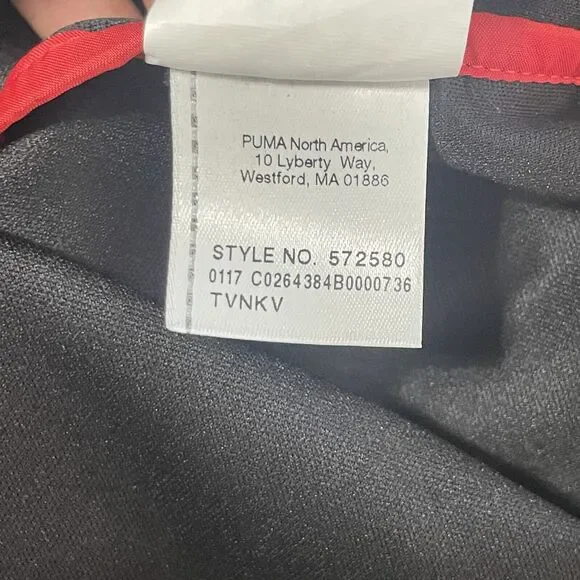 PUMA North America,
10 Lyberty Way,
Westford, MA 01886
STYLE NO. 572580
0117 C0264384B0000736
TVNKV